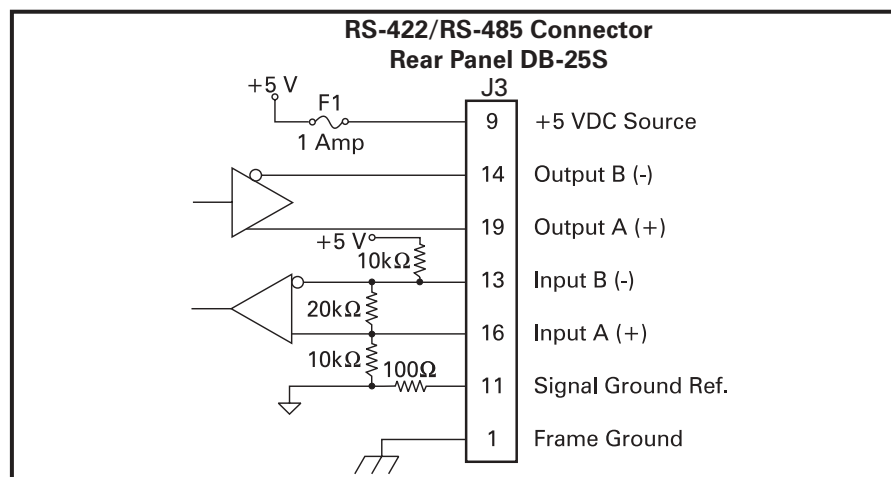 RS-422/RS-485 Connector
Rear Panel DB-25S
J3
+5 V
F1
1 Amp
9 +5 VDC Source
14 Output B (-)
19 Output A (+)
+5 V
10kΩ
13 Input B (-)
20kΩ
16 Input A (+)
10kΩ
100Ω
11 Signal Ground Ref.
1 Frame Ground